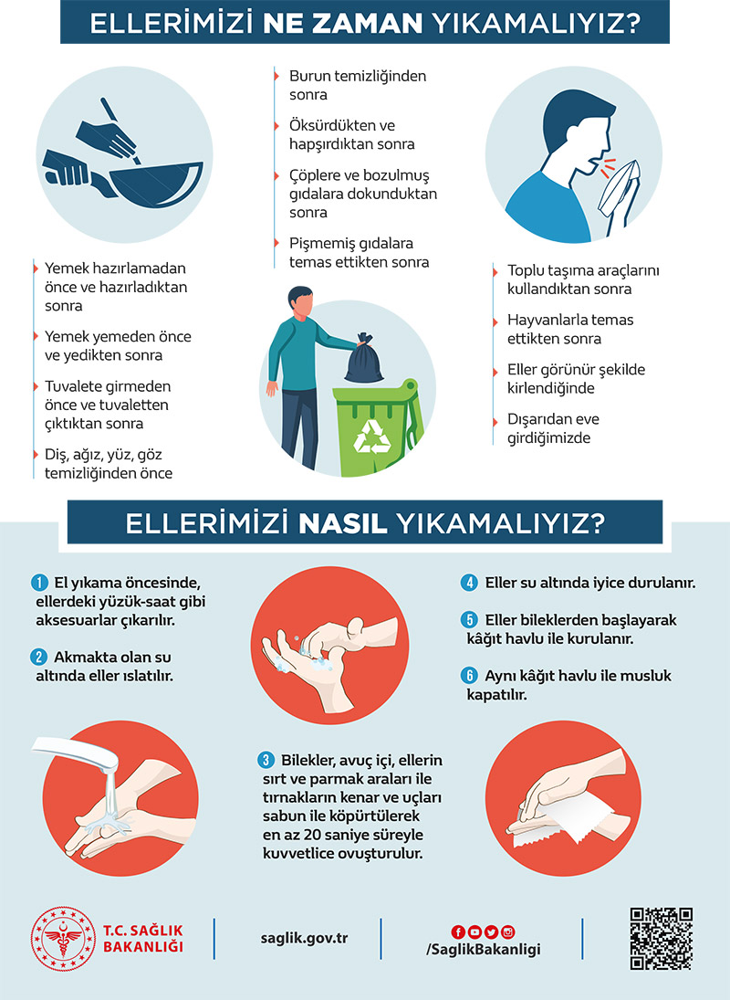 ELLERİMİZİ NE ZAMAN YIKAMALIYIZ?
Yemek hazırlamadan
önce ve hazırladıktan
sonra
Yemek yemeden önce
ve yedikten sonra
Tuvalete girmeden
önce ve tuvaletten
çıktıktan sonra
Diş, ağız, yüz, göz
temizliğinden önce
Burun temizliğinden
sonra
Öksürdükten ve
hapşırdıktan sonra
Çöplere ve bozulmuş
gıdalara dokunduktan
sonra
Pişmemiş gıdalara
temas ettikten sonra
Toplu taşıma araçlarını
kullandıktan sonra
Hayvanlarla temas
ettikten sonra
Eller görünür şekilde
kirlendiğinde
Dışarıdan eve
girdiğimizde
ELLERİMİZİ NASIL YIKAMALIYIZ?
1 El yıkama öncesinde,
ellerdeki yüzük-saat gibi
aksesuarlar çıkarılır.
2 Akmakta olan su
altında eller ıslatılır.
3 Bilekler, avuç içi, ellerin
sırt ve parmak araları ile
tırnakların kenar ve uçları
sabun ile köpürtülerek
en az 20 saniye süreyle
kuvvetlice ovuşturulur.
4 Eller su altında iyice durulanır.
5 Eller bileklerden başlayarak
kâğıt havlu ile kurulanır.
6 Aynı kâğıt havlu ile musluk
kapatılır.
T.C. SAĞLIK
BAKANLIĞI
saglik.gov.tr
/SaglikBakanligi